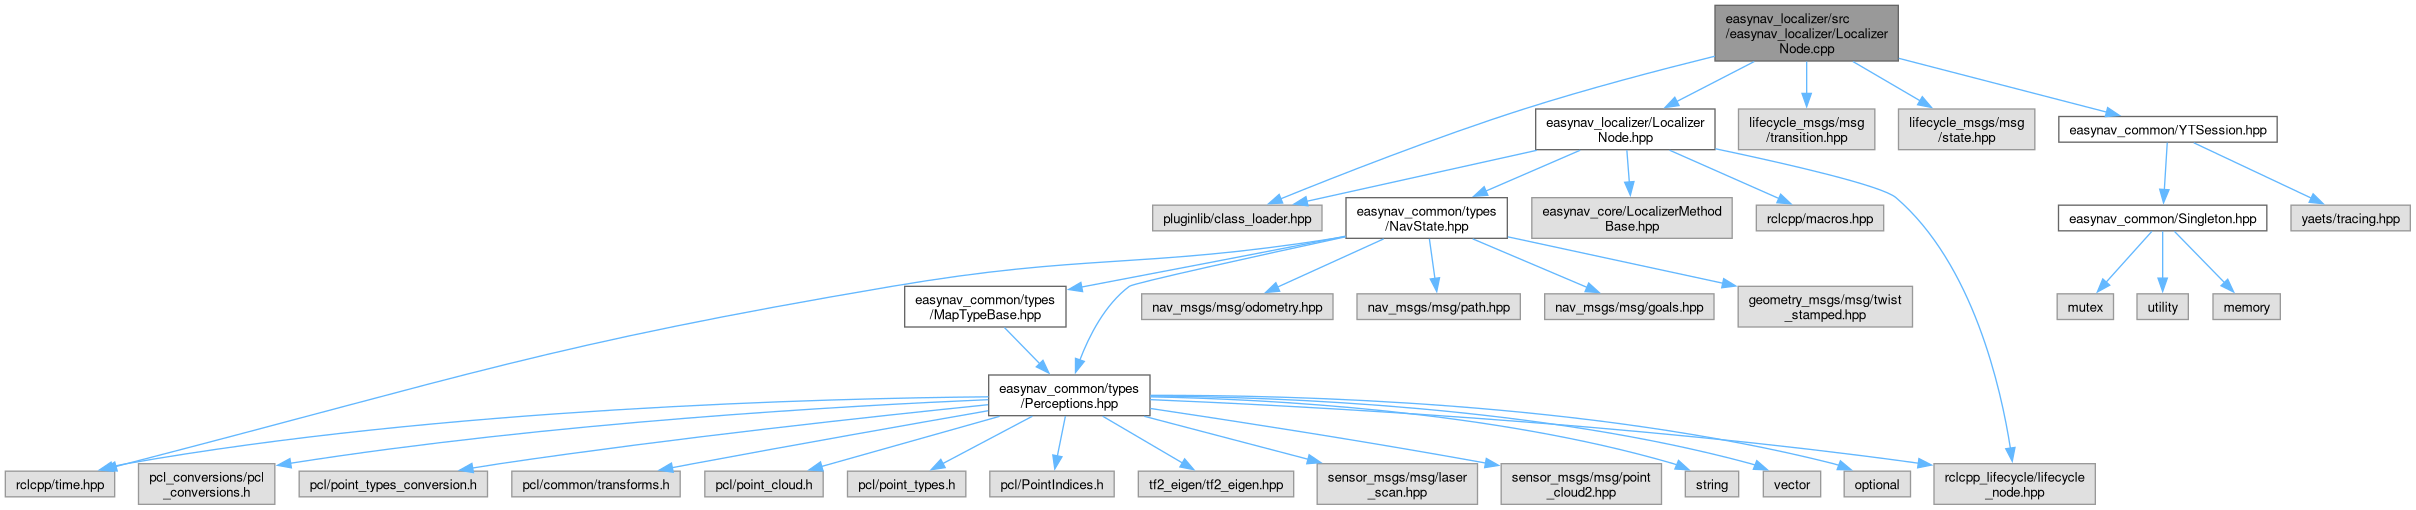 easynav_localizer/src
/easynav_localizer/Localizer
Node.cpp
easynav_localizer/Localizer
Node.hpp
lifecycle_msgs/msg
/transition.hpp
lifecycle_msgs/msg
/state.hpp
easynav_common/YTSession.hpp
pluginlib/class_loader.hpp
easynav_common/types
/NavState.hpp
easynav_core/LocalizerMethod
Base.hpp
rclcpp/macros.hpp
easynav_common/Singleton.hpp
yaets/tracing.hpp
easynav_common/types
/MapTypeBase.hpp
nav_msgs/msg/odometry.hpp
nav_msgs/msg/path.hpp
nav_msgs/msg/goals.hpp
geometry_msgs/msg/twist
_stamped.hpp
mutex
utility
memory
easynav_common/types
/Perceptions.hpp
rclcpp/time.hpp
pcl_conversions/pcl
_conversions.h
pcl/point_types_conversion.h
pcl/common/transforms.h
pcl/point_cloud.h
pcl/point_types.h
pcl/PointIndices.h
tf2_eigen/tf2_eigen.hpp
sensor_msgs/msg/laser
_scan.hpp
sensor_msgs/msg/point
_cloud2.hpp
string
vector
optional
rclcpp_lifecycle/lifecycle
_node.hpp